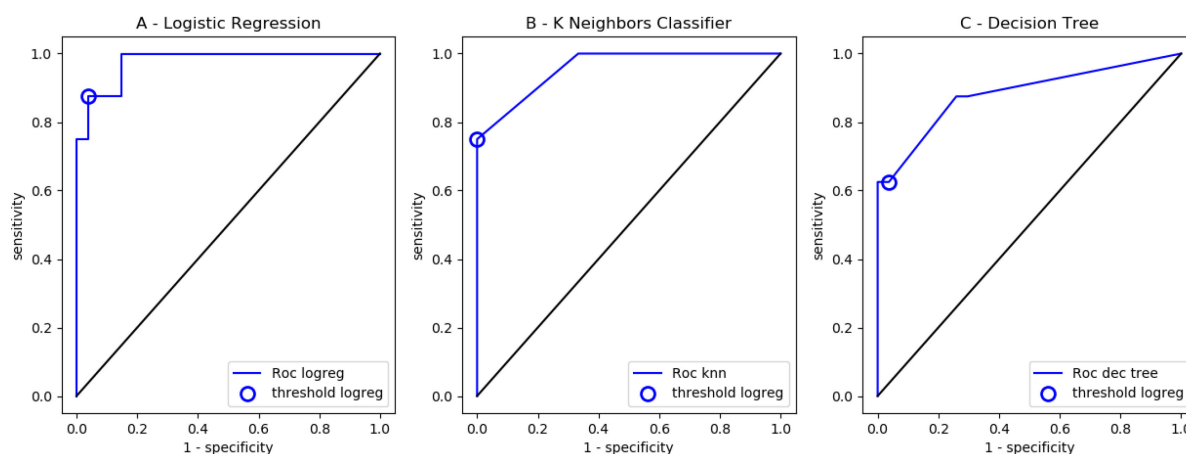 A - Logistic Regression
1.0
0.8
0.6
0.4
0.2
0.0
sensitivity
0.0 0.2 0.4 0.6 0.8 1.0
1 - specificity
Roc logreg
threshold logreg
B - K Neighbors Classifier
1.0
0.8
0.6
0.4
0.2
0.0
sensitivity
0.0 0.2 0.4 0.6 0.8 1.0
1 - specificity
Roc knn
threshold logreg
C - Decision Tree
1.0
0.8
0.6
0.4
0.2
0.0
sensitivity
0.0 0.2 0.4 0.6 0.8 1.0
1 - specificity
Roc dec tree
threshold logreg